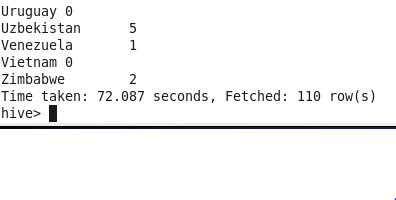 Uruguay 0
Uzbekistan      5
Venezuela       1
Vietnam 0
Zimbabwe        2
Time taken: 72.087 seconds, Fetched: 110 row(s)
hive>